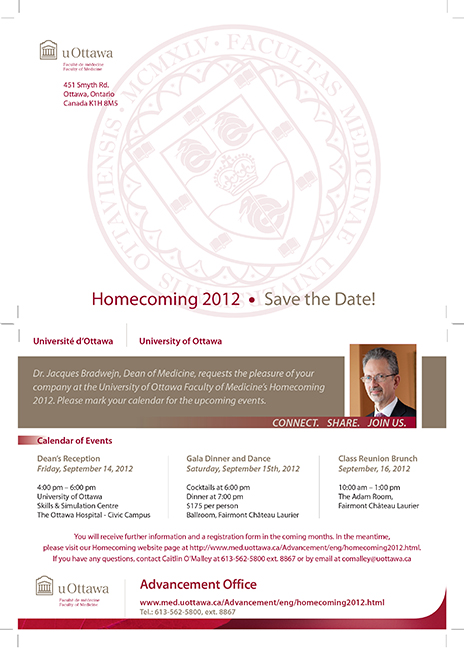 uOttawa
Faculté de médecine
Faculty of Medicine
451 Smyth Rd.
Ottawa, Ontario
Canada K1H 8M5
UNIVERSITAS OTTAVIENSIS • MCMXLV • FACULTAS MEDICINAE
Homecoming 2012 • Save the Date!
Université d'Ottawa University of Ottawa
Dr. Jacques Bradwejn, Dean of Medicine, requests the pleasure of your
company at the University of Ottawa Faculty of Medicine's Homecoming
2012. Please mark your calendar for the upcoming events.
CONNECT. SHARE. JOIN US.
Calendar of Events
Dean's Reception
Friday, September 14, 2012
4:00 pm – 6:00 pm
University of Ottawa
Skills & Simulation Centre
The Ottawa Hospital - Civic Campus
Gala Dinner and Dance
Saturday, September 15th, 2012
Cocktails at 6:00 pm
Dinner at 7:00 pm
$175 per person
Ballroom, Fairmont Château Laurier
Class Reunion Brunch
September, 16, 2012
10:00 am – 1:00 pm
The Adam Room,
Fairmont Château Laurier
You will receive further information and a registration form in the coming months. In the meantime,
please visit our Homecoming website page at http://www.med.uottawa.ca/Advancement/eng/homecoming2012.html.
If you have any questions, contact Caitlin O'Malley at 613-562-5800 ext. 8867 or by email at comalley@uottawa.ca
uOttawa
Faculté de médecine
Faculty of Medicine
Advancement Office
www.med.uottawa.ca/Advancement/eng/homecoming2012.html
Tel.: 613-562-5800, ext. 8867